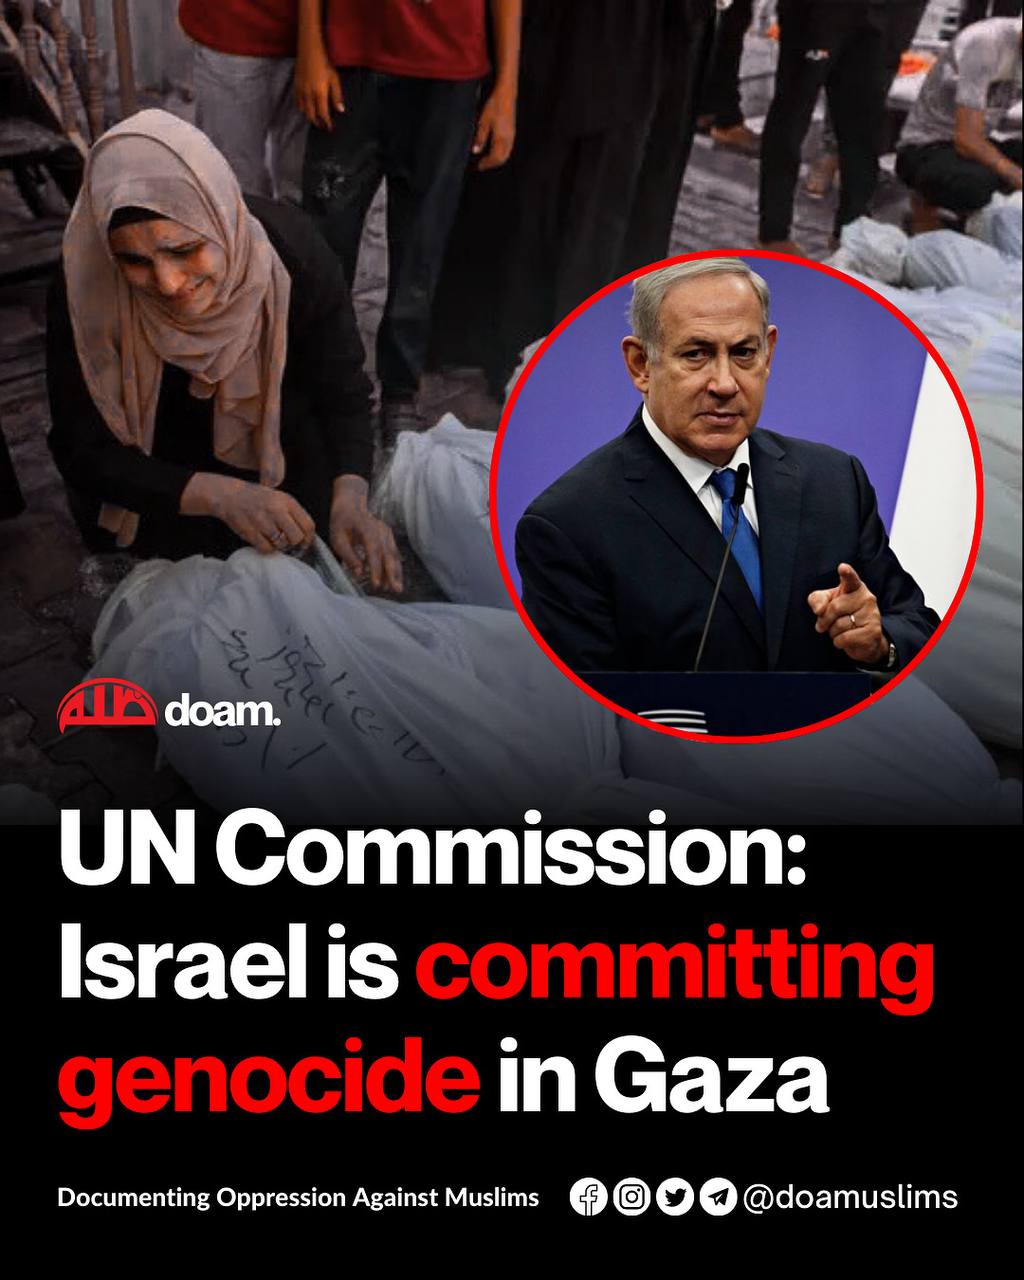 doam.
UN Commission:
Israel is committing
genocide in Gaza
Documenting Oppression Against Muslims @doamuslims